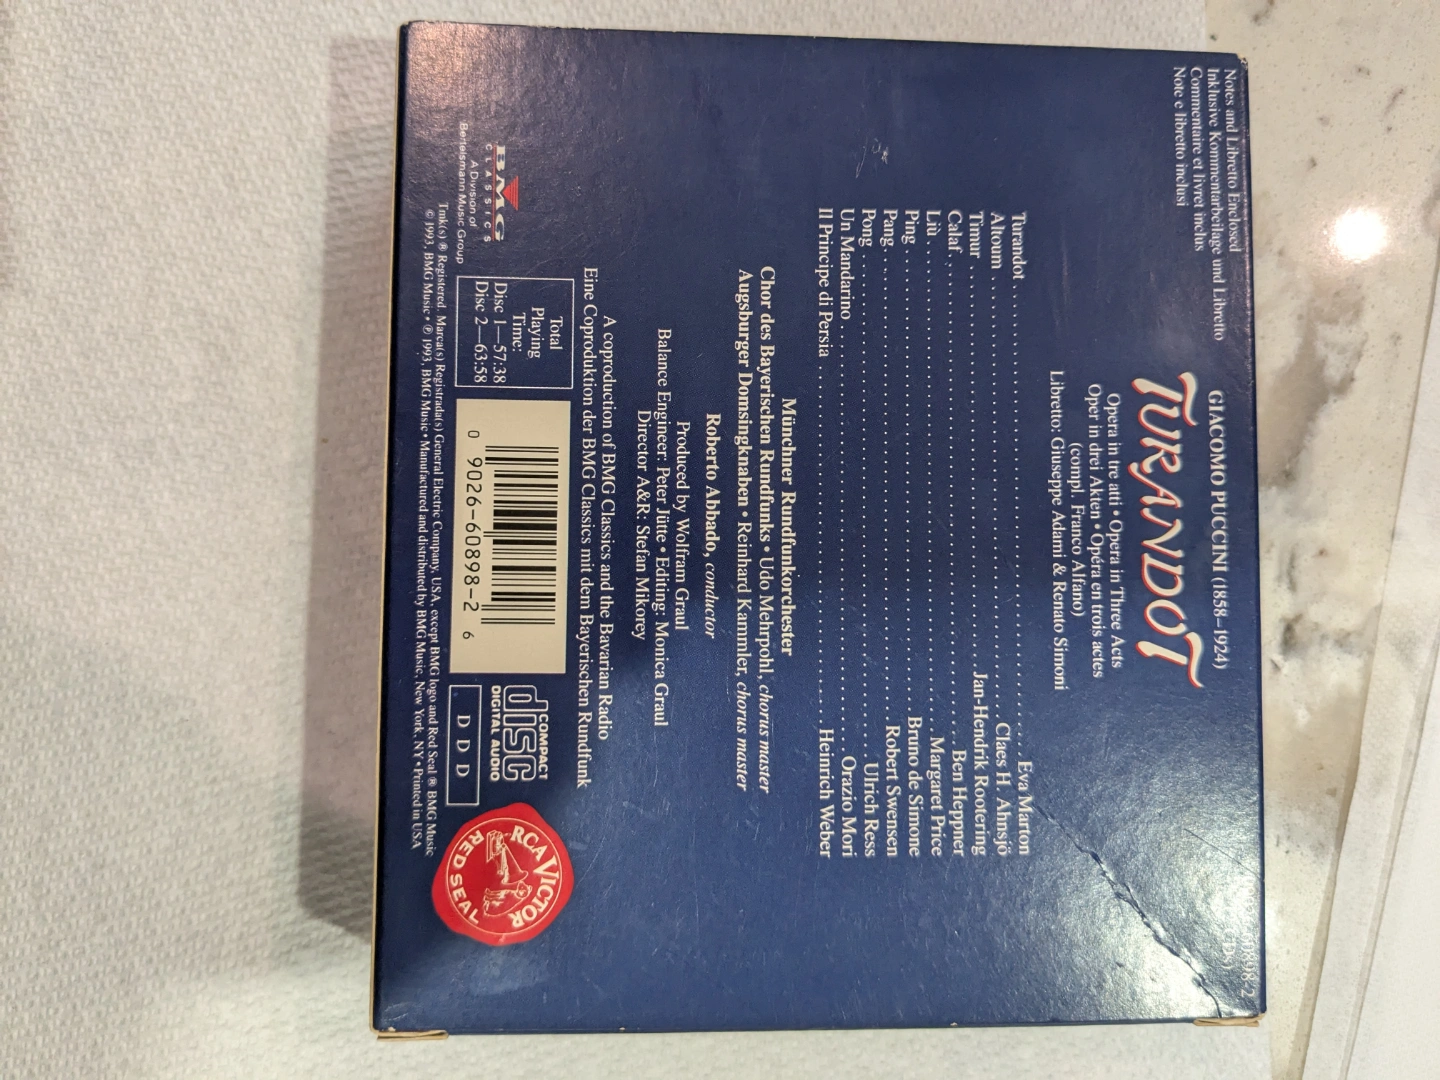 Notes and Libretto Enclosed
Inklusive Kommentarbeilage und Libretto
Commentaire et livret inclus
Note e libretto inclusi
GIACOMO PUCCINI (1858–1924)
TURANDOT
Opera in tre atti • Opera in Three Acts
Oper in drei Akten • Opéra en trois actes
(compl. Franco Alfano)
Libretto: Giuseppe Adami & Renato Simoni
Turandot . . . . . . . . . . Eva Marton
Altoum . . . . . . . . . . Claes H. Ahnsjö
Timur . . . . . . . . . . Jan-Hendrik Rootering
Calaf . . . . . . . . . . Ben Heppner
Liù . . . . . . . . . . Margaret Price
Ping . . . . . . . . . . Bruno de Simone
Pang . . . . . . . . . . Robert Swensen
Pong . . . . . . . . . . Ulrich Ress
Un Mandarino . . . . . . . . . . Orazio Mori
Il Principe di Persia . . . . . . . . . . Heinrich Weber
Münchner Rundfunkorchester
Chor des Bayerischen Rundfunks • Udo Mehrpohl, chorus master
Augsburger Domsingknaben • Reinhard Kammler, chorus master
Roberto Abbado, conductor
Produced by Wolfram Graul
Balance Engineer: Peter Jütte • Editing: Monica Graul
Director A&R: Stefan Mikorey
A coproduction of BMG Classics and the Bavarian Radio
Eine Coproduktion der BMG Classics mit dem Bayerischen Rundfunk
BMG
CLASSICS
A Division of
Bertelsmann Music Group
Total
Playing
Time:
Disc 1—57:38
Disc 2—63:58
0 9026-60898-2 6
COMPACT
disc
DIGITAL AUDIO
D D D
RCA VICTOR
RED SEAL
Tmk(s) ® Registered. Marca(s) Registrada(s) General Electric Company, USA, except BMG logo and Red Seal ® BMG Music
© 1993, BMG Music • ℗ 1993, BMG Music • Manufactured and distributed by BMG Music, New York, NY • Printed in USA